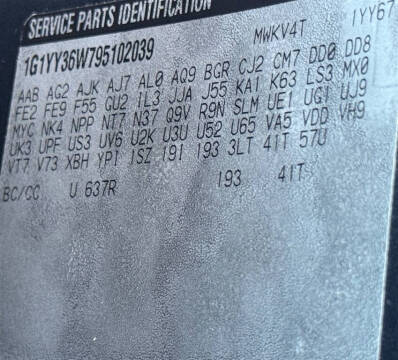 SERVICE PARTS IDENTIFICATION
1G1YY36W795102039 MWKV4T 1YY67
AAB AG2 AJK AJ7 AL0 AQ9 BGR CJ2 CM7 DD0 DD8
FE2 FE9 F55 GU2 IL3 JJA J55 KA1 K63 LS3 MX0
MYC NK4 NPP NT7 N37 Q9V R9N SLM UE1 UG1 UJ9
UK3 UPF US3 UV6 U2K U3U U52 U65 VA5 VDD VH9
VT7 V73 XBH YPI 1SZ 19I 193 3LT 41T 57U
BC/CC U 637R 193 41T